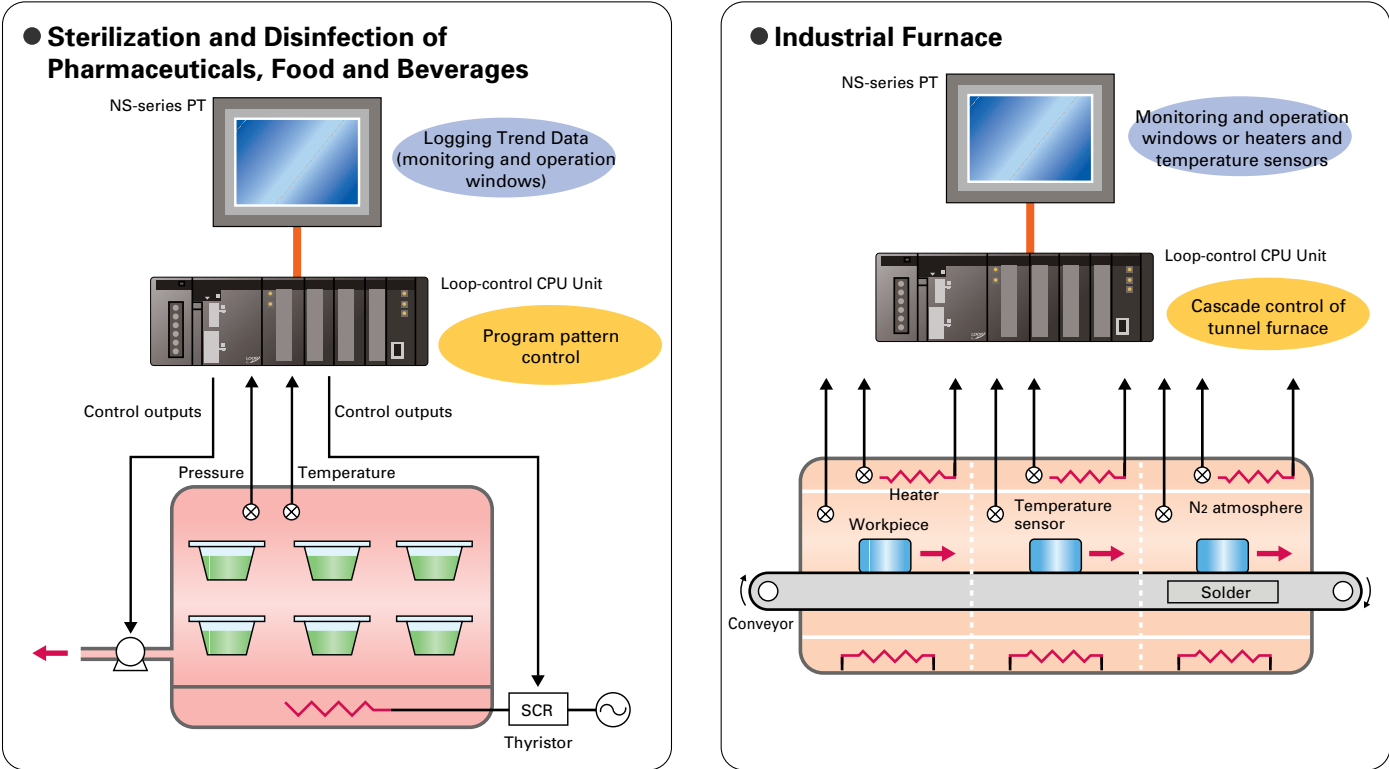 ● Sterilization and Disinfection of
Pharmaceuticals, Food and Beverages
NS-series PT
Logging Trend Data
(monitoring and operation
windows)
Loop-control CPU Unit
Program pattern
control
Control outputs
Control outputs
Pressure
Temperature
SCR
Thyristor
● Industrial Furnace
NS-series PT
Monitoring and operation
windows or heaters and
temperature sensors
Loop-control CPU Unit
Cascade control of
tunnel furnace
Heater
Temperature
sensor
N2 atmosphere
Workpiece
Solder
Conveyor